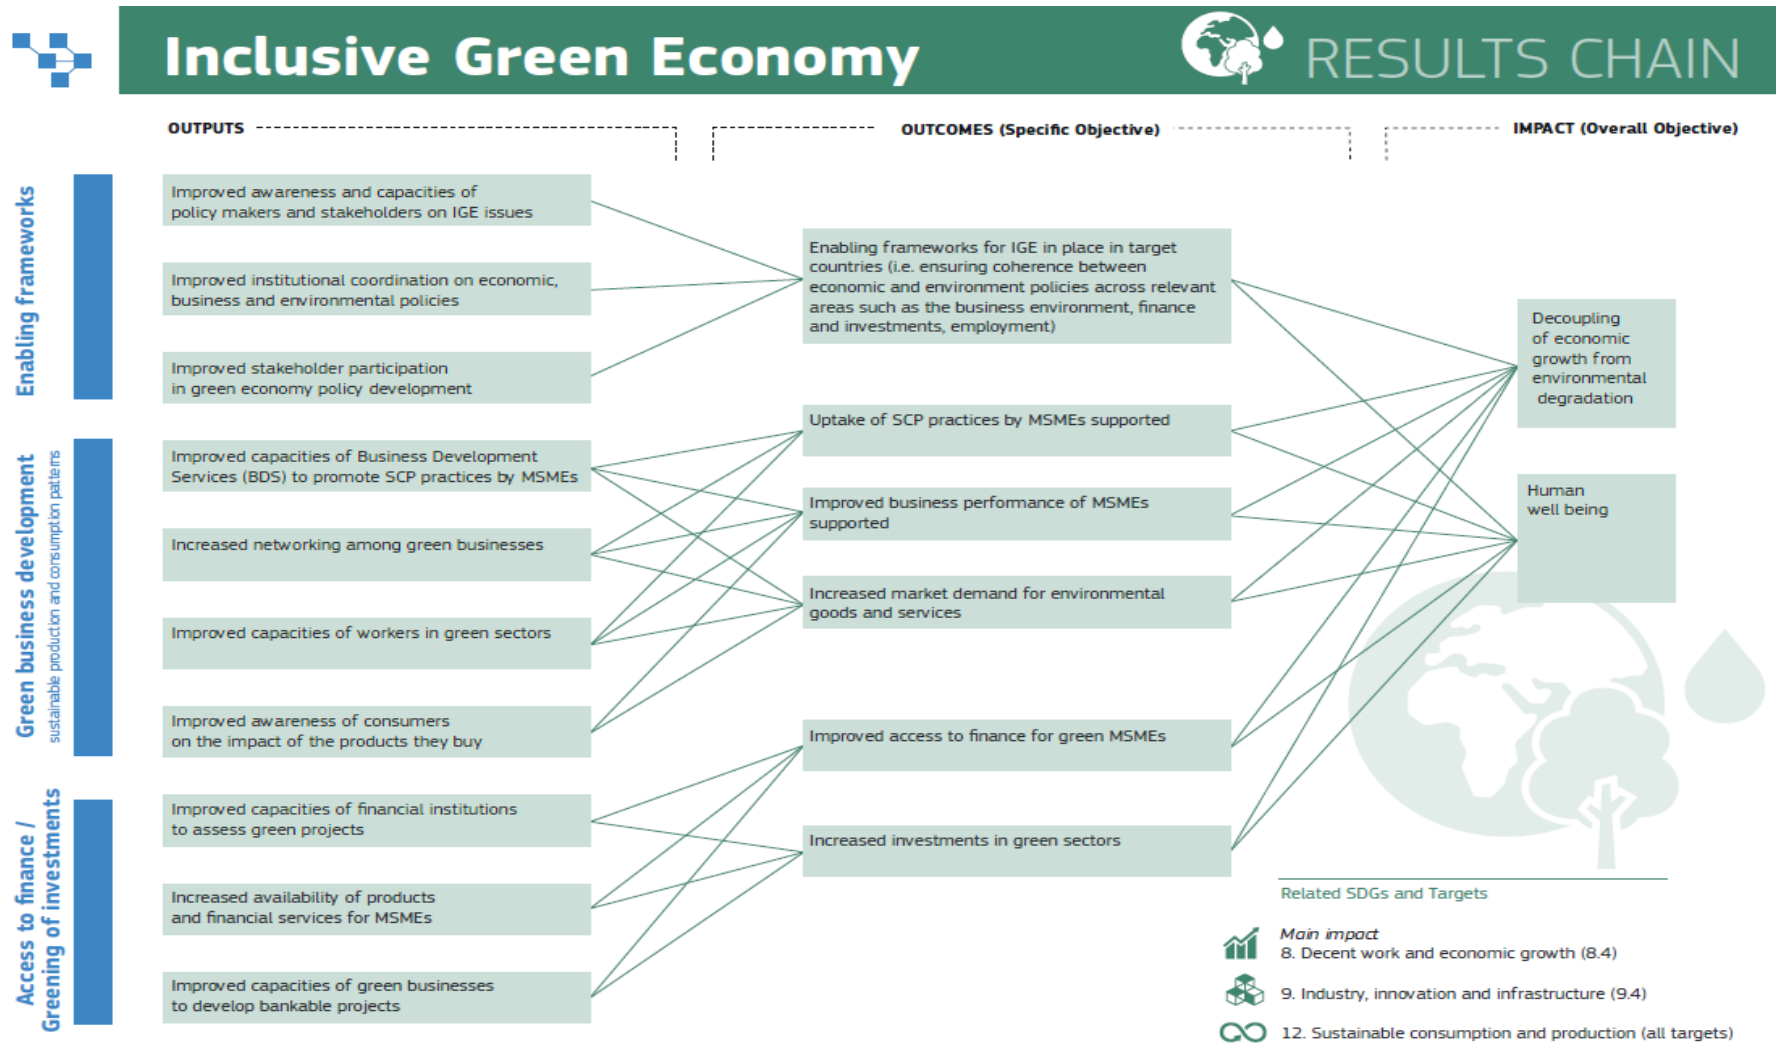 Inclusive Green Economy
RESULTS CHAIN
OUTPUTS
OUTCOMES (Specific Objective)
IMPACT (Overall Objective)
Enabling frameworks
Improved awareness and capacities of
policy makers and stakeholders on IGE issues
Improved institutional coordination on economic,
business and environmental policies
Improved stakeholder participation
in green economy policy development
Green business development
sustainable production and consumption patterns
Improved capacities of Business Development
Services (BDS) to promote SCP practices by MSMEs
Increased networking among green businesses
Improved capacities of workers in green sectors
Improved awareness of consumers
on the impact of the products they buy
Access to finance /
Greening of investments
Improved capacities of financial institutions
to assess green projects
Increased availability of products
and financial services for MSMEs
Improved capacities of green businesses
to develop bankable projects
Enabling frameworks for IGE in place in target
countries (i.e. ensuring coherence between
economic and environment policies across relevant
areas such as the business environment, finance
and investments, employment)
Uptake of SCP practices by MSMEs supported
Improved business performance of MSMEs
supported
Increased market demand for environmental
goods and services
Improved access to finance for green MSMEs
Increased investments in green sectors
Decoupling
of economic
growth from
environmental
degradation
Human
well being
Related SDGs and Targets
Main impact
8. Decent work and economic growth (8.4)
9. Industry, innovation and infrastructure (9.4)
12. Sustainable consumption and production (all targets)